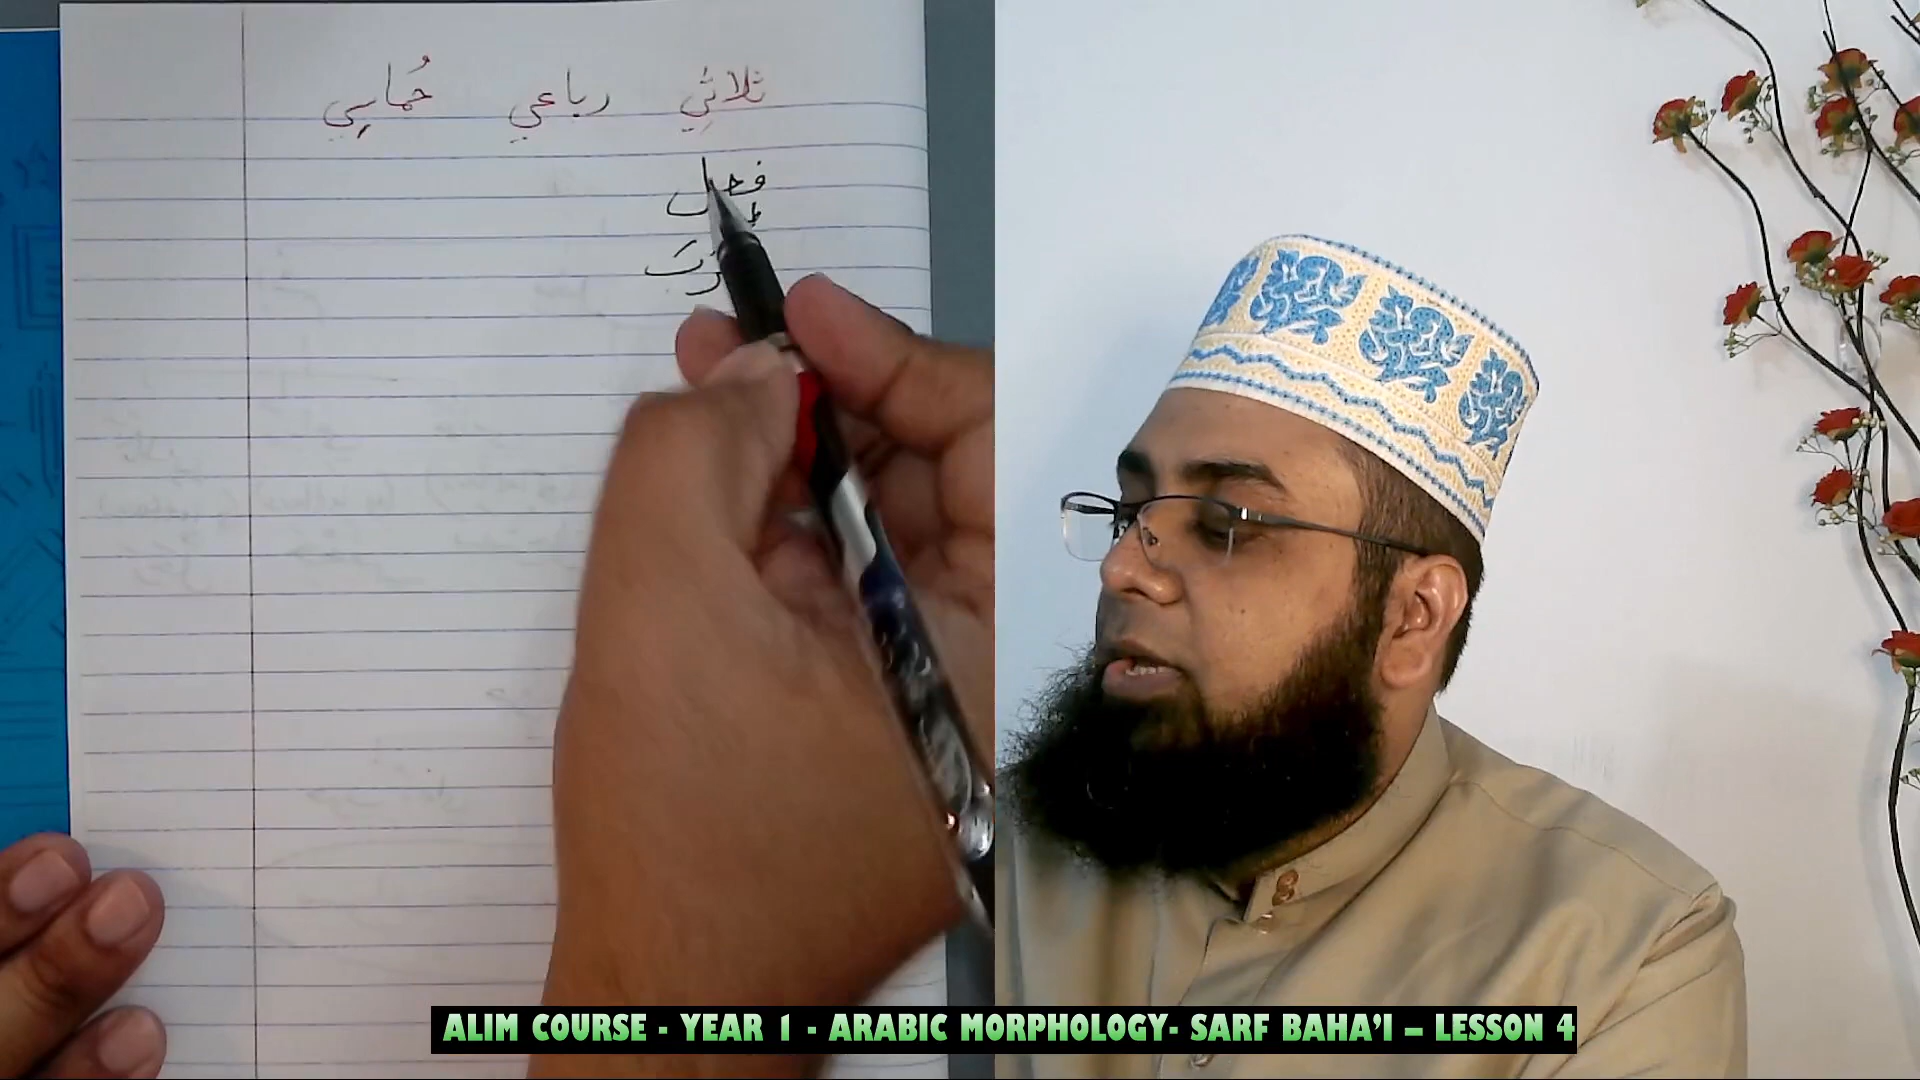 ثلاثي رباعي خماسي
فعل
ALIM COURSE - YEAR 1 - ARABIC MORPHOLOGY- SARF BAHA’I – LESSON 4